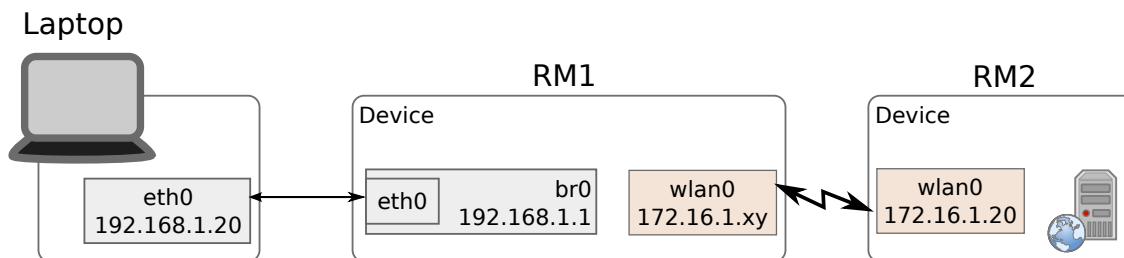 Laptop
eth0
192.168.1.20
RM1
Device
eth0
br0
192.168.1.1
wlan0
172.16.1.xy
RM2
Device
wlan0
172.16.1.20